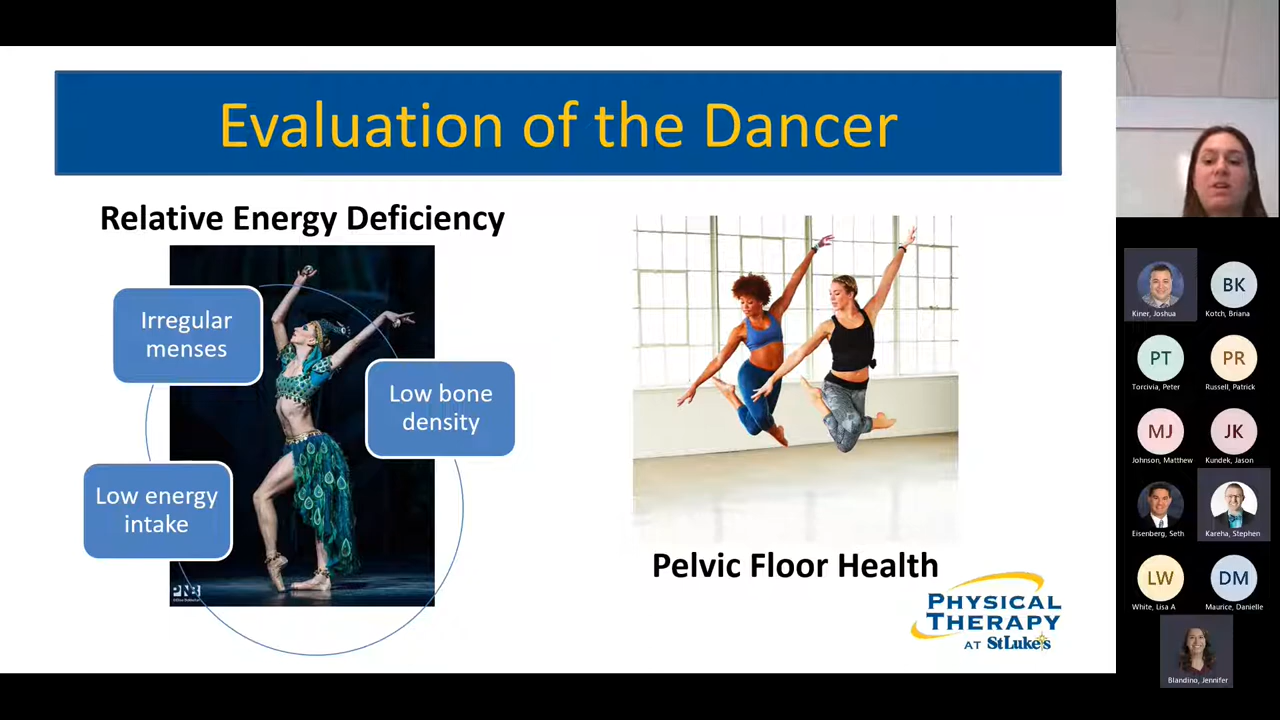 Evaluation of the Dancer
Relative Energy Deficiency
Irregular
menses
Low bone
density
Low energy
intake
PNB
Pelvic Floor Health
PHYSICAL
THERAPY
AT StLuke's
Kiner, Joshua
BK
Kotch, Briana
PT
Torcivia, Peter
PR
Russell, Patrick
MJ
Johnson, Matthew
JK
Kundek, Jason
Eisenberg, Seth
Kareha, Stephen
LW
White, Lisa A
DM
Maurice, Danielle
Blandino, Jennifer